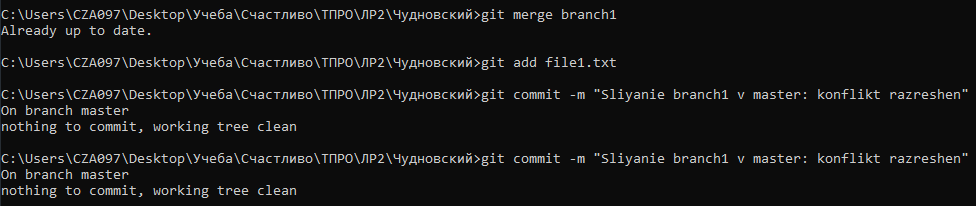 C:\Users\CZA097\Desktop\Учеба\Счастливо\ТПРО\ЛР2\Чудновский>git merge branch1
Already up to date.
C:\Users\CZA097\Desktop\Учеба\Счастливо\ТПРО\ЛР2\Чудновский>git add file1.txt
C:\Users\CZA097\Desktop\Учеба\Счастливо\ТПРО\ЛР2\Чудновский>git commit -m "Sliyanie branch1 v master: konflikt razreshen"
On branch master
nothing to commit, working tree clean
C:\Users\CZA097\Desktop\Учеба\Счастливо\ТПРО\ЛР2\Чудновский>git commit -m "Sliyanie branch1 v master: konflikt razreshen"
On branch master
nothing to commit, working tree clean